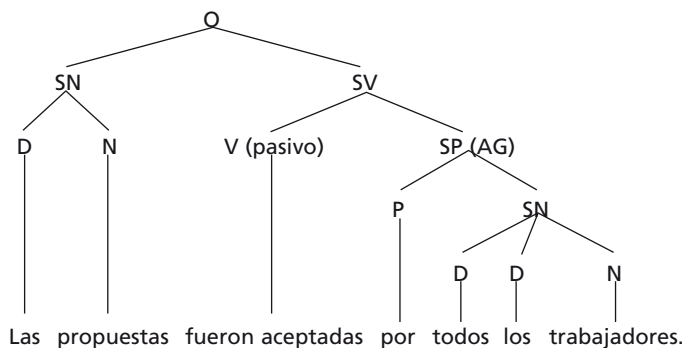 O
SN SV
D N V (pasivo) SP (AG)
P SN
D D N
Las propuestas fueron aceptadas por todos los trabajadores.